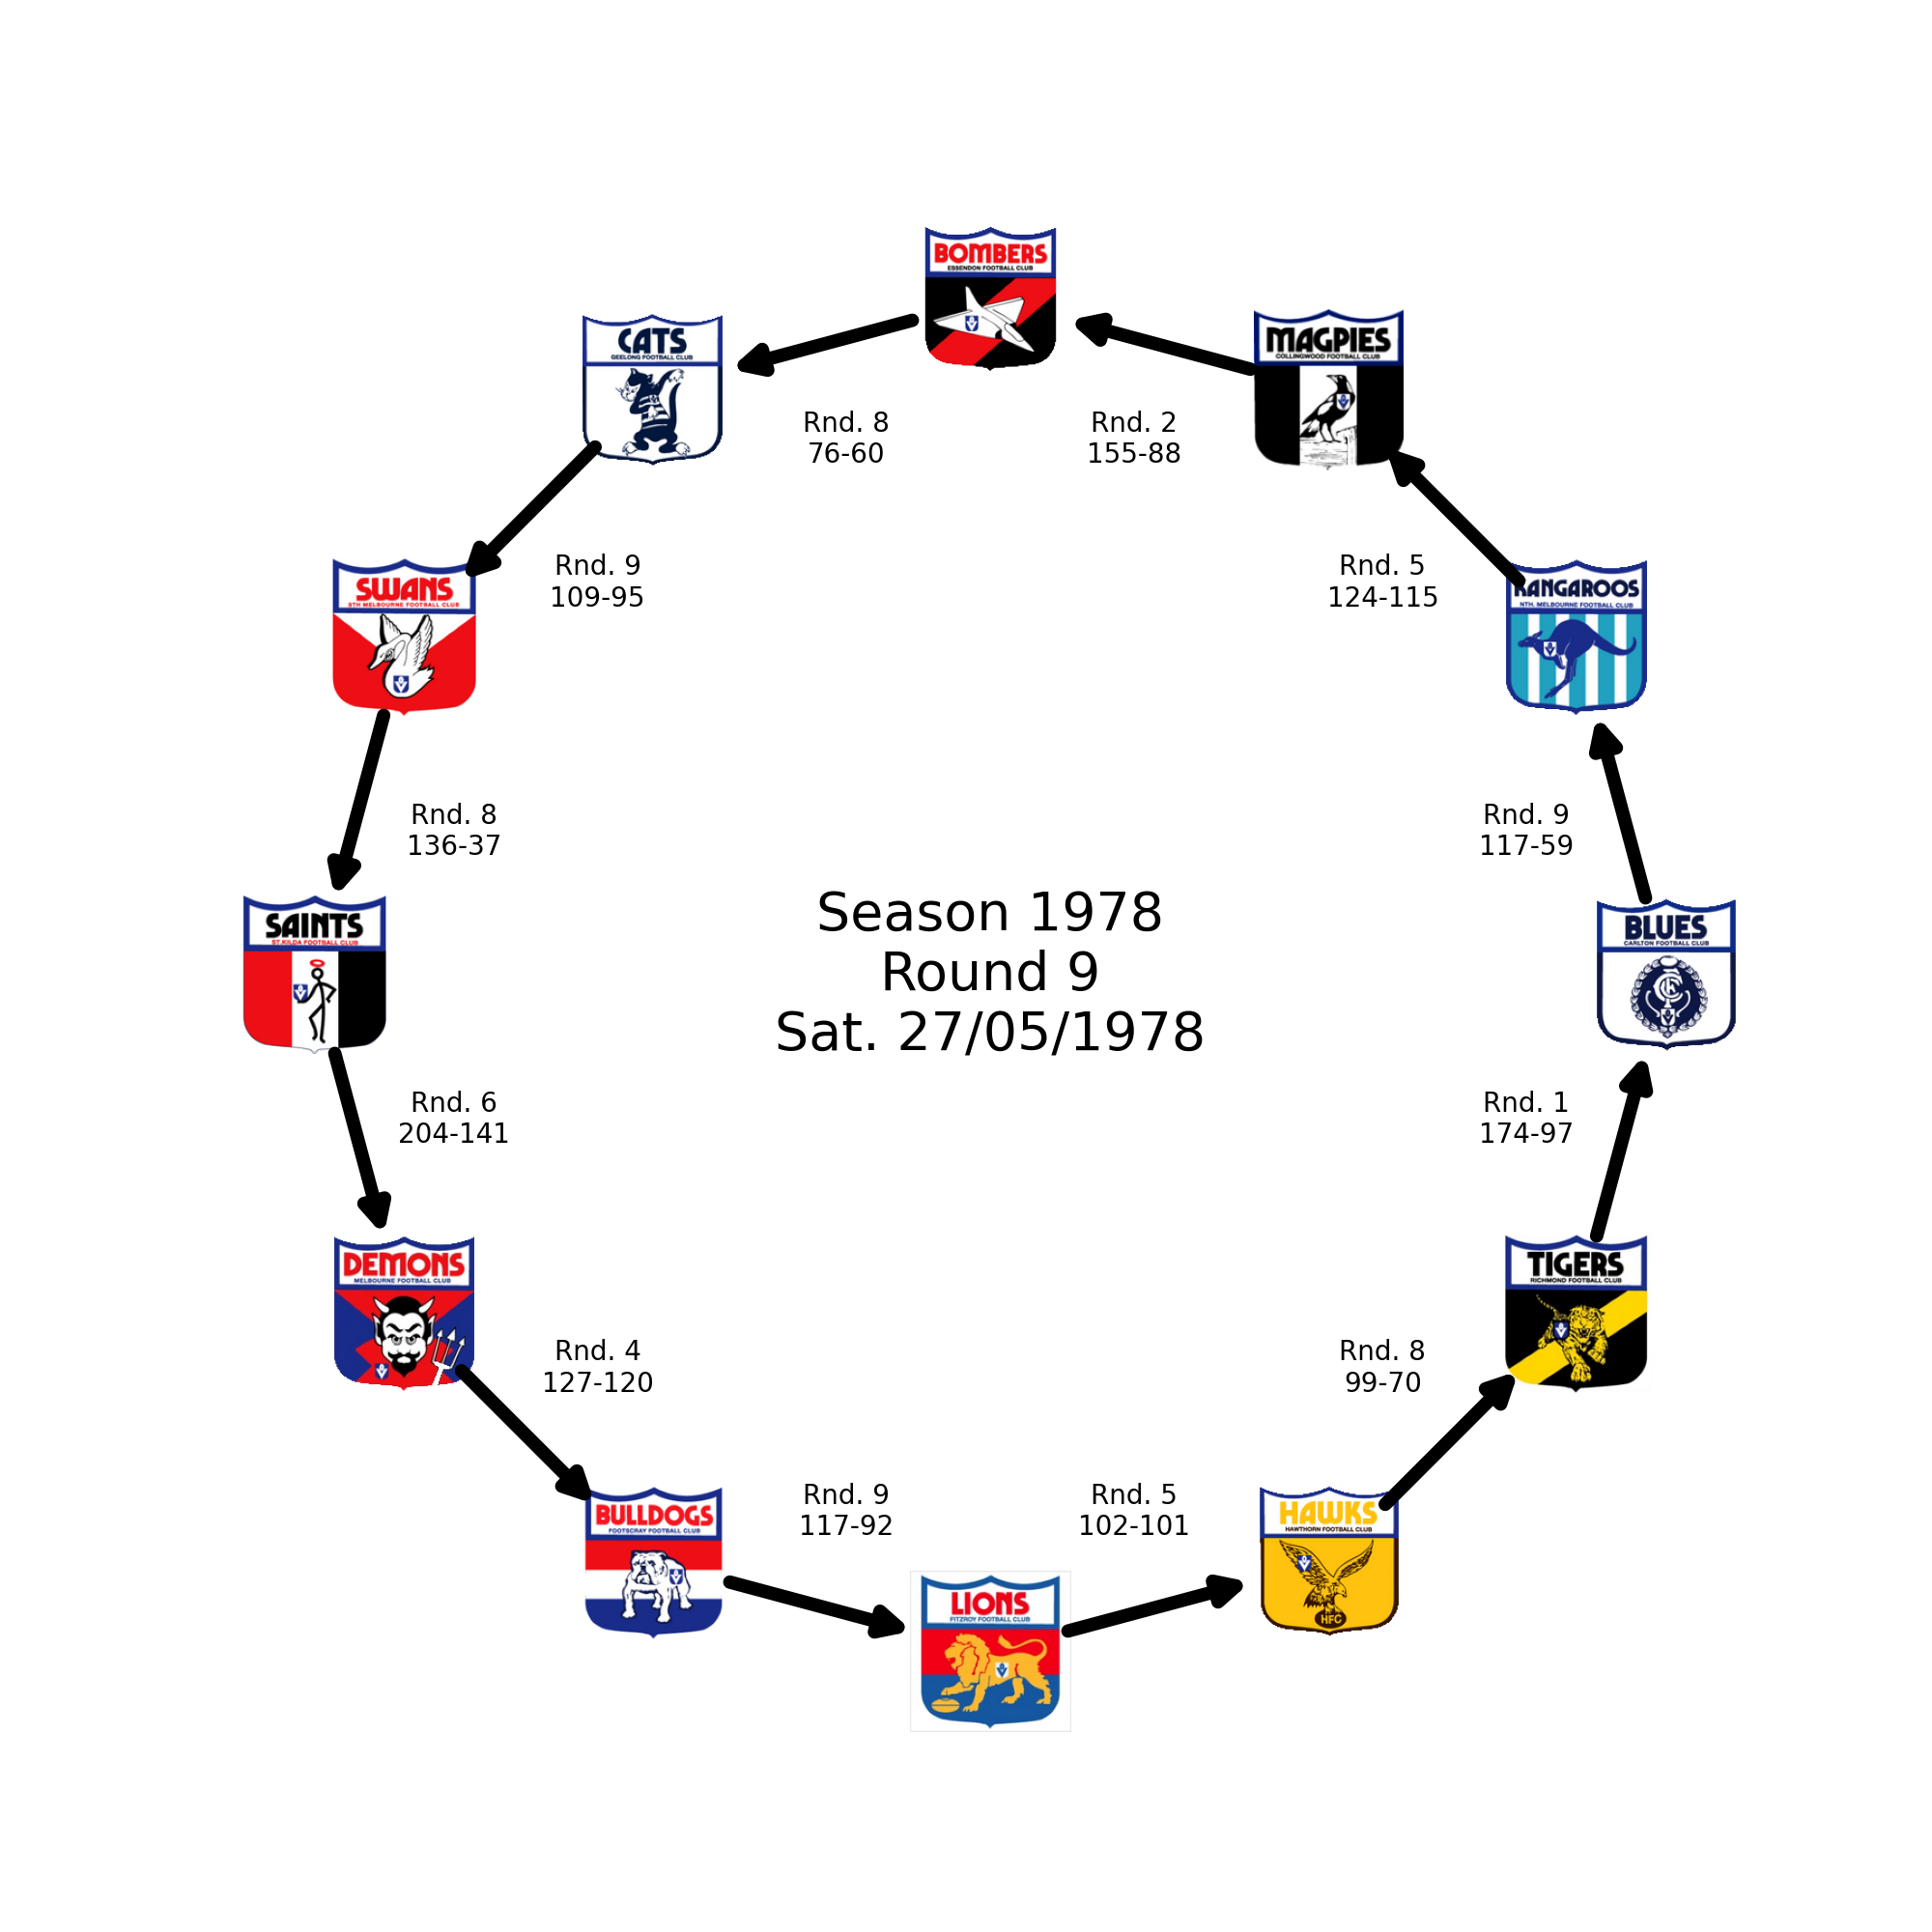 BOMBERS
ESSENDON FOOTBALL CLUB
CATS
GEELONG FOOTBALL CLUB
MAGPIES
COLLINGWOOD FOOTBALL CLUB
Rnd. 8
76-60
Rnd. 2
155-88
SWANS
STH MELBOURNE FOOTBALL CLUB
Rnd. 9
109-95
Rnd. 5
124-115
KANGAROOS
NTH. MELBOURNE FOOTBALL CLUB
Rnd. 8
136-37
Rnd. 9
117-59
SAINTS
ST.KILDA FOOTBALL CLUB
Season 1978
Round 9
Sat. 27/05/1978
BLUES
CARLTON FOOTBALL CLUB
CFC
Rnd. 6
204-141
Rnd. 1
174-97
DEMONS
MELBOURNE FOOTBALL CLUB
TIGERS
RICHMOND FOOTBALL CLUB
Rnd. 4
127-120
Rnd. 8
99-70
BULLDOGS
FOOTSCRAY FOOTBALL CLUB
Rnd. 9
117-92
Rnd. 5
102-101
HAWKS
HAWTHORN FOOTBALL CLUB
HFC
LIONS
FITZROY FOOTBALL CLUB